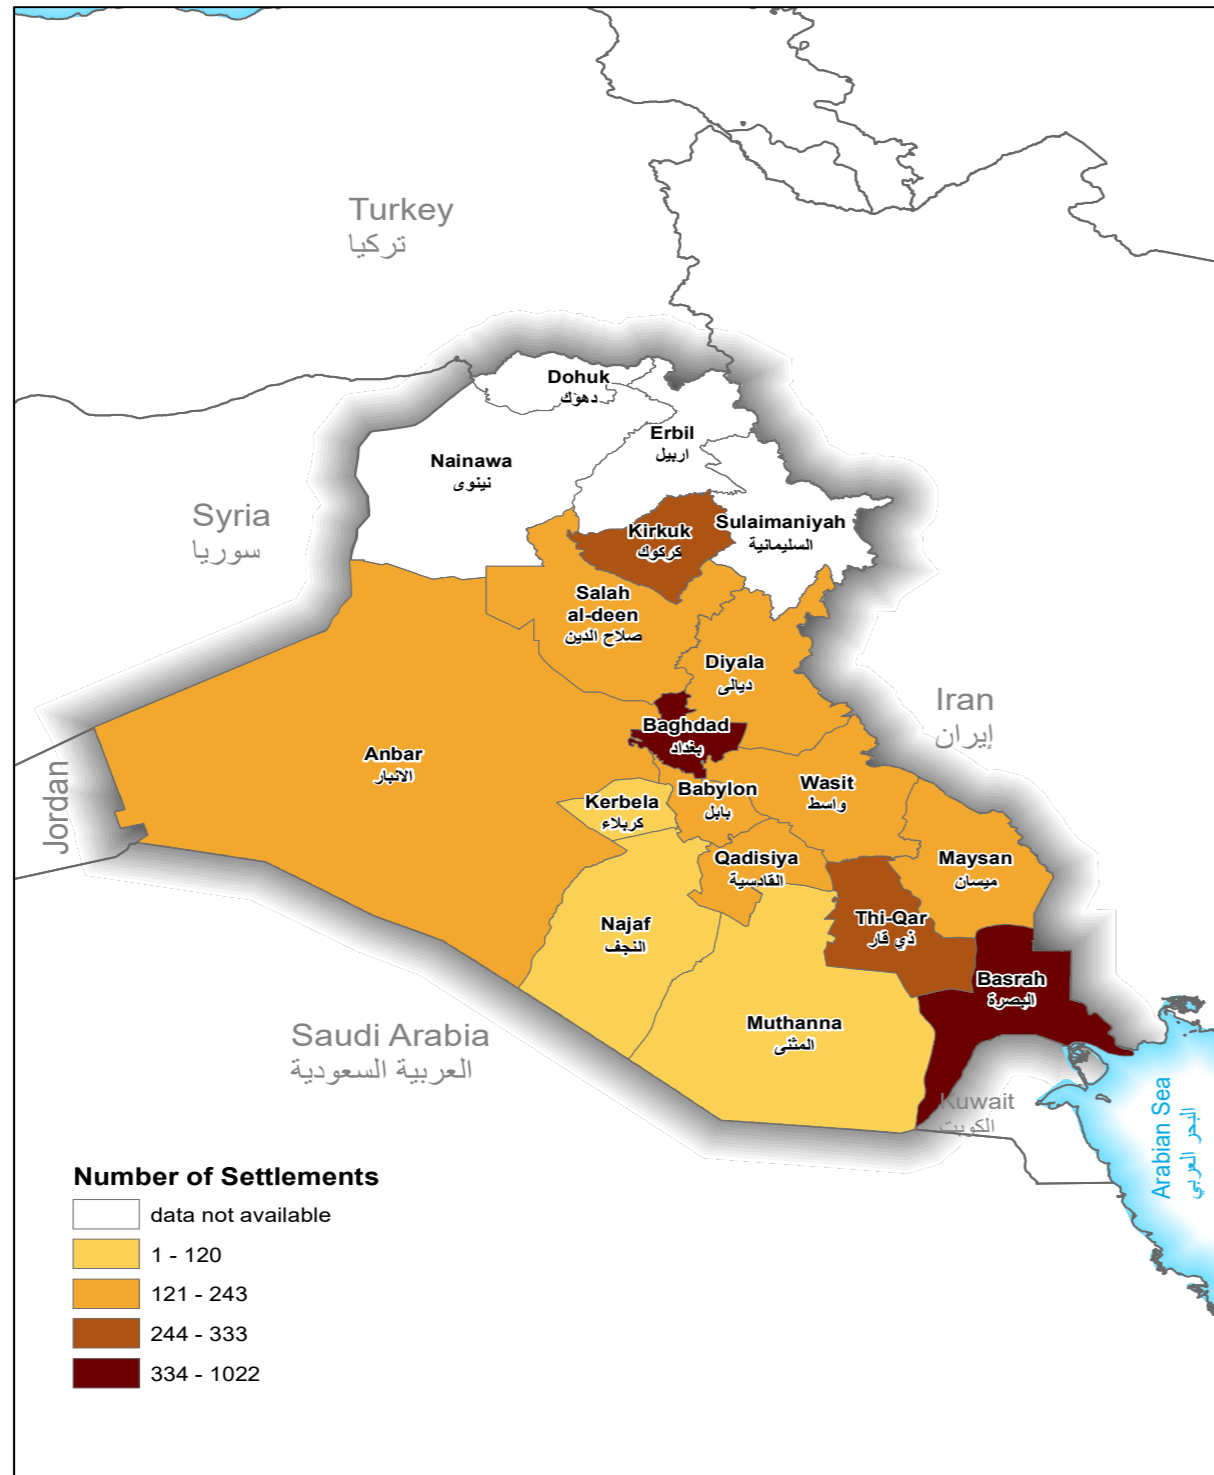 Turkey
تركيا
Dohuk
دهوك
Erbil
اربيل
Nainawa
نينوى
Syria
سوريا
Kirkuk
كركوك
Sulaimaniyah
السليمانية
Salah
al-deen
صلاح الدين
Diyala
ديالى
Iran
إيران
Baghdad
بغداد
Anbar
الانبار
Jordan
Kerbela
كربلاء
Babylon
بابل
Wasit
واسط
Qadisiya
القادسية
Maysan
ميسان
Najaf
النجف
Thi-Qar
ذي قار
Basrah
البصرة
Muthanna
المثنى
Saudi Arabia
العربية السعودية
Kuwait
الكويت
Arabian Sea
البحر العربي
Number of Settlements
data not available
1 - 120
121 - 243
244 - 333
334 - 1022